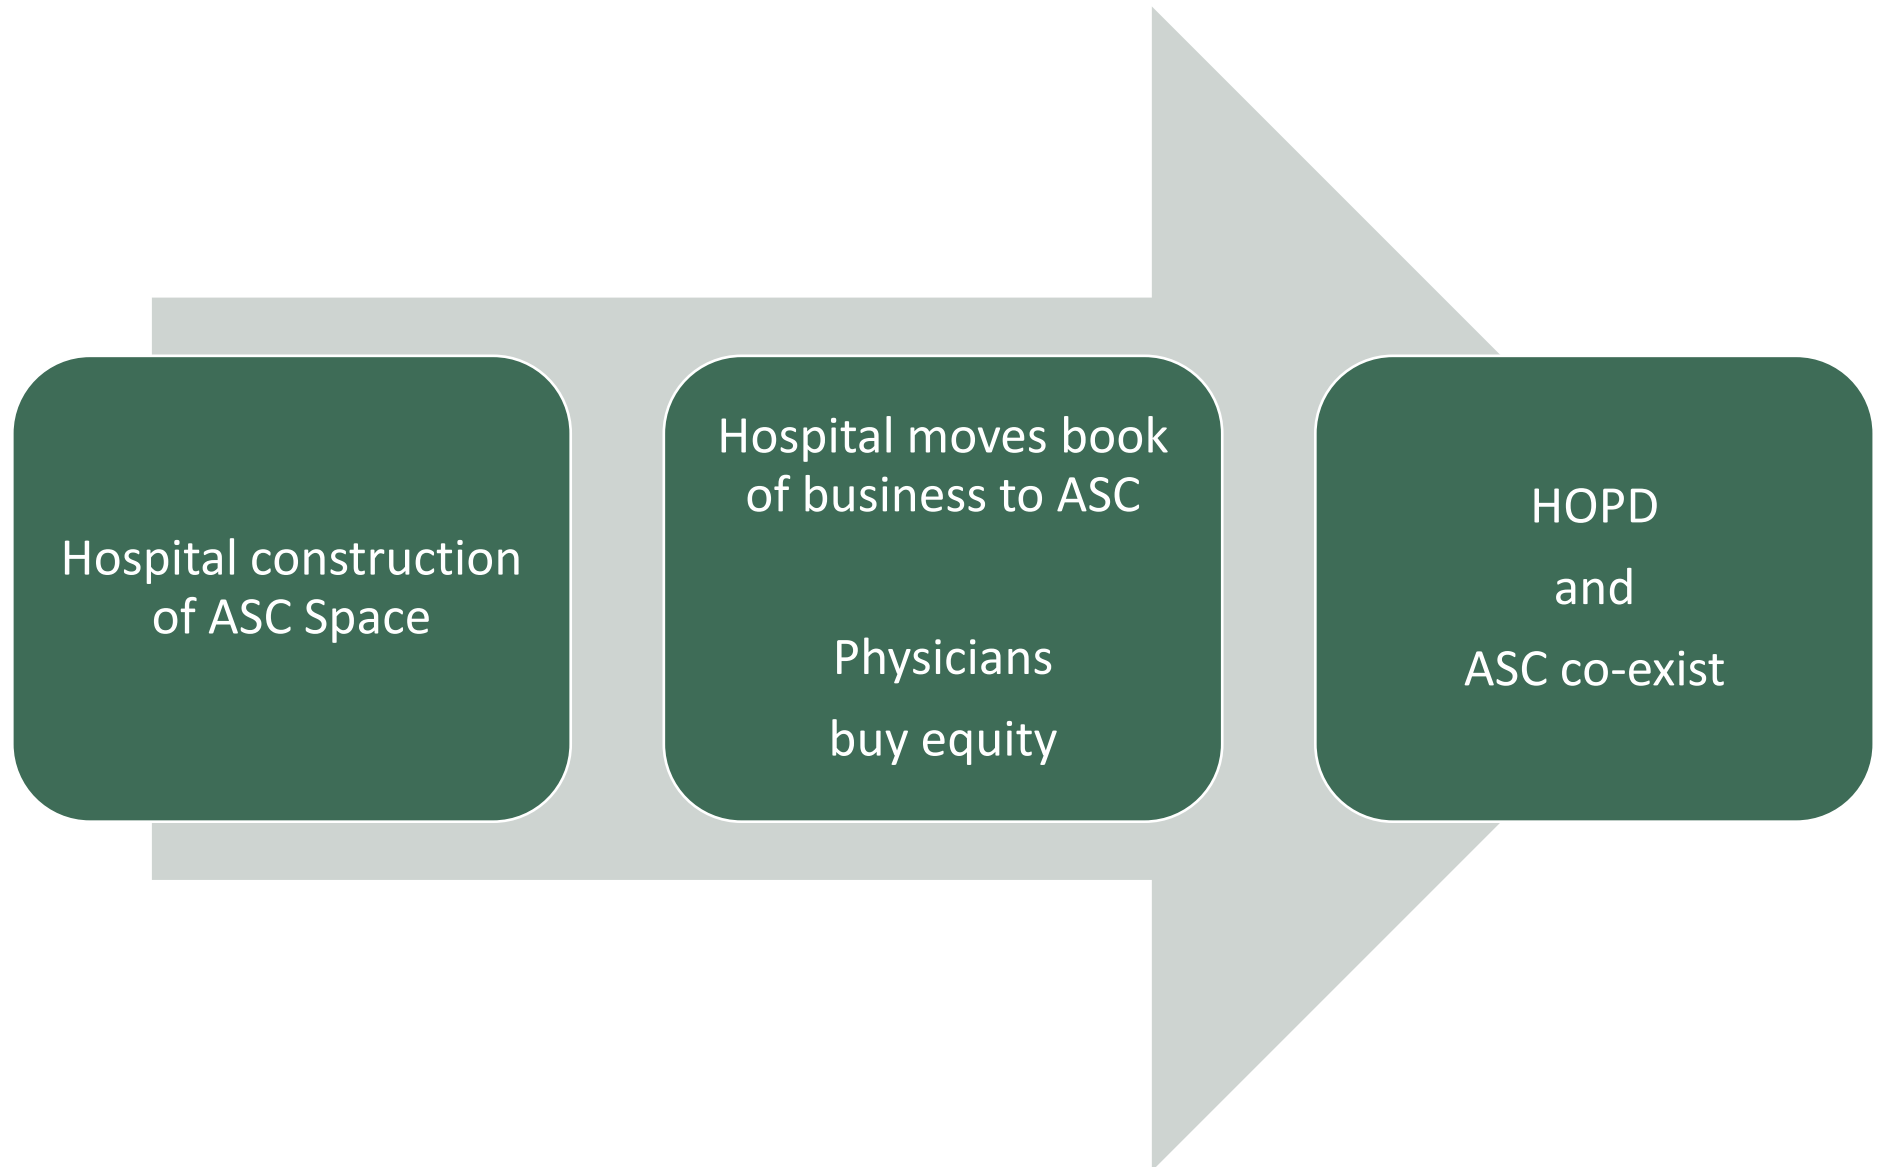 Hospital construction
of ASC Space
Hospital moves book
of business to ASC
Physicians
buy equity
HOPD
and
ASC co-exist